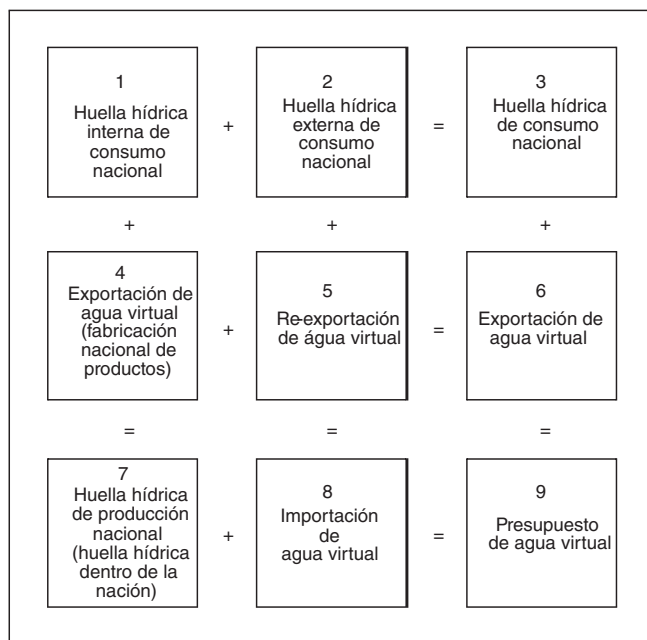 1
Huella hídrica
interna de
consumo
nacional
+
2
Huella hídrica
externa de
consumo
nacional
=
3
Huella hídrica
de consumo
nacional
+
+
+
4
Exportación de
agua virtual
(fabricación
nacional de
productos)
+
5
Re-exportación
de água virtual
=
6
Exportación de
agua virtual
=
=
=
7
Huella hídrica
de producción
nacional
(huella hídrica
dentro de la
nación)
+
8
Importación
de
agua virtual
=
9
Presupuesto
de agua virtual